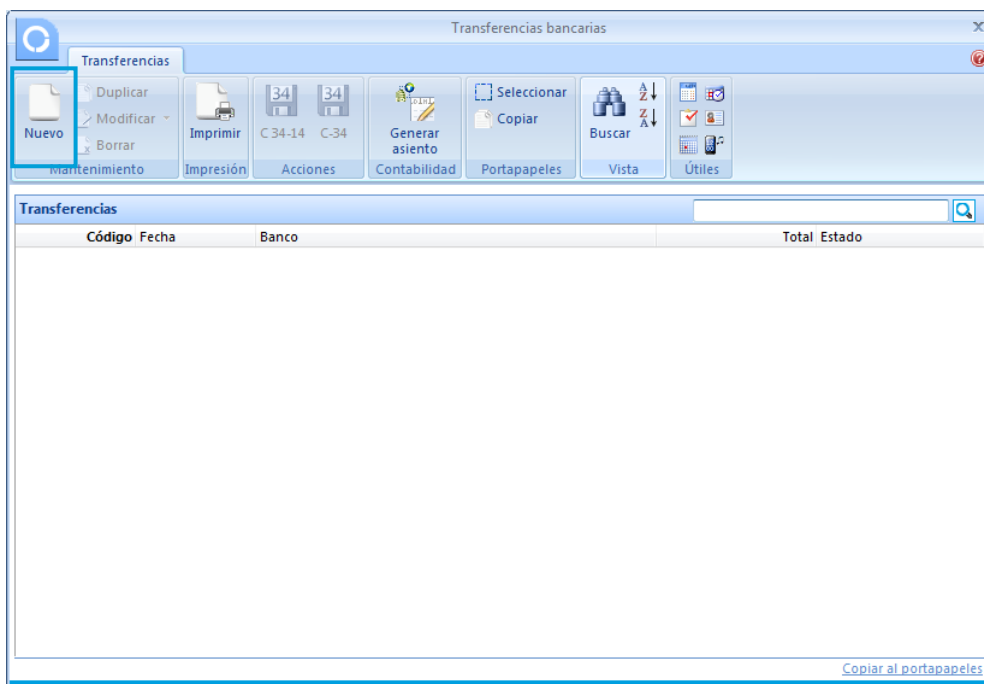 Transferencias bancarias
Transferencias
Nuevo
Duplicar
Modificar
Borrar
Mantenimiento
Imprimir
Impresión
34 34
C 34-14 C-34
Acciones
Generar
asiento
Contabilidad
Seleccionar
Copiar
Portapapeles
Buscar
A
Z
Z
A
Vista
Útiles
Transferencias
Código Fecha Banco Total Estado
Copiar al portapapeles